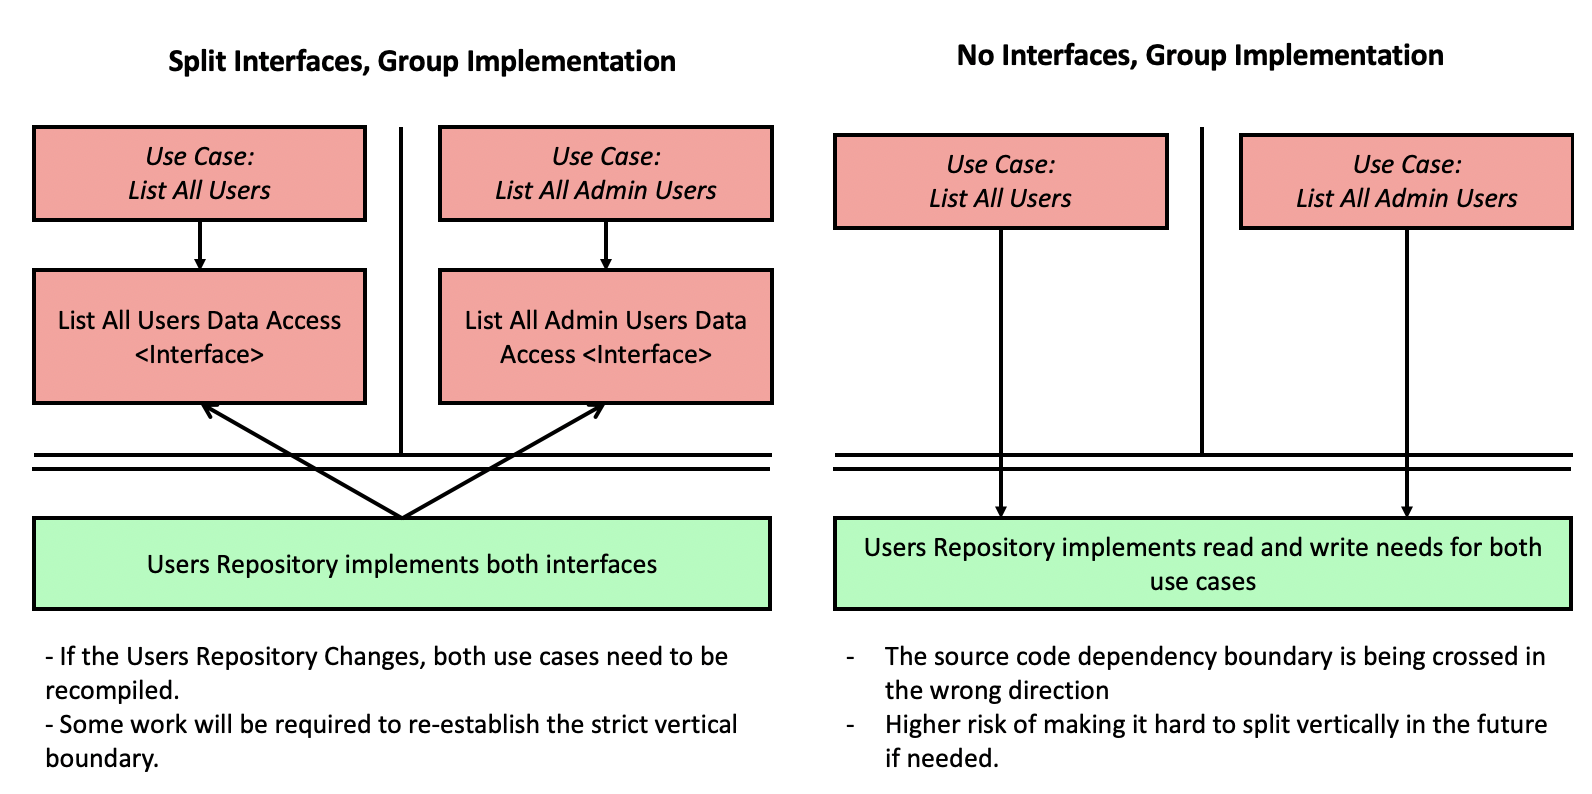 Split Interfaces, Group Implementation
Use Case:
List All Users
Use Case:
List All Admin Users
List All Users Data Access
<Interface>
List All Admin Users Data
Access <Interface>
Users Repository implements both interfaces
- If the Users Repository Changes, both use cases need to be
recompiled.
- Some work will be required to re-establish the strict vertical
boundary.
No Interfaces, Group Implementation
Use Case:
List All Users
Use Case:
List All Admin Users
Users Repository implements read and write needs for both
use cases
- The source code dependency boundary is being crossed in
the wrong direction
- Higher risk of making it hard to split vertically in the future
if needed.